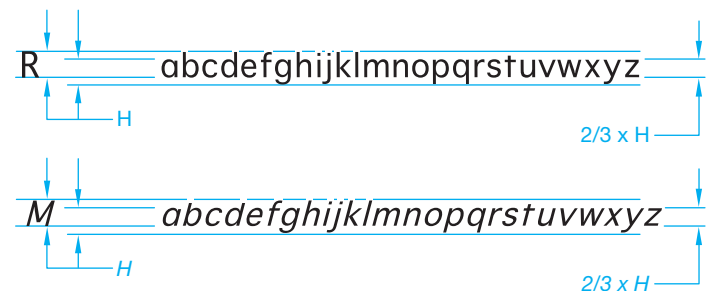 R abcdefghijklmnopqrstuvwxyz
H
2/3 x H
M abcdefghijklmnopqrstuvwxyz
H
2/3 x H